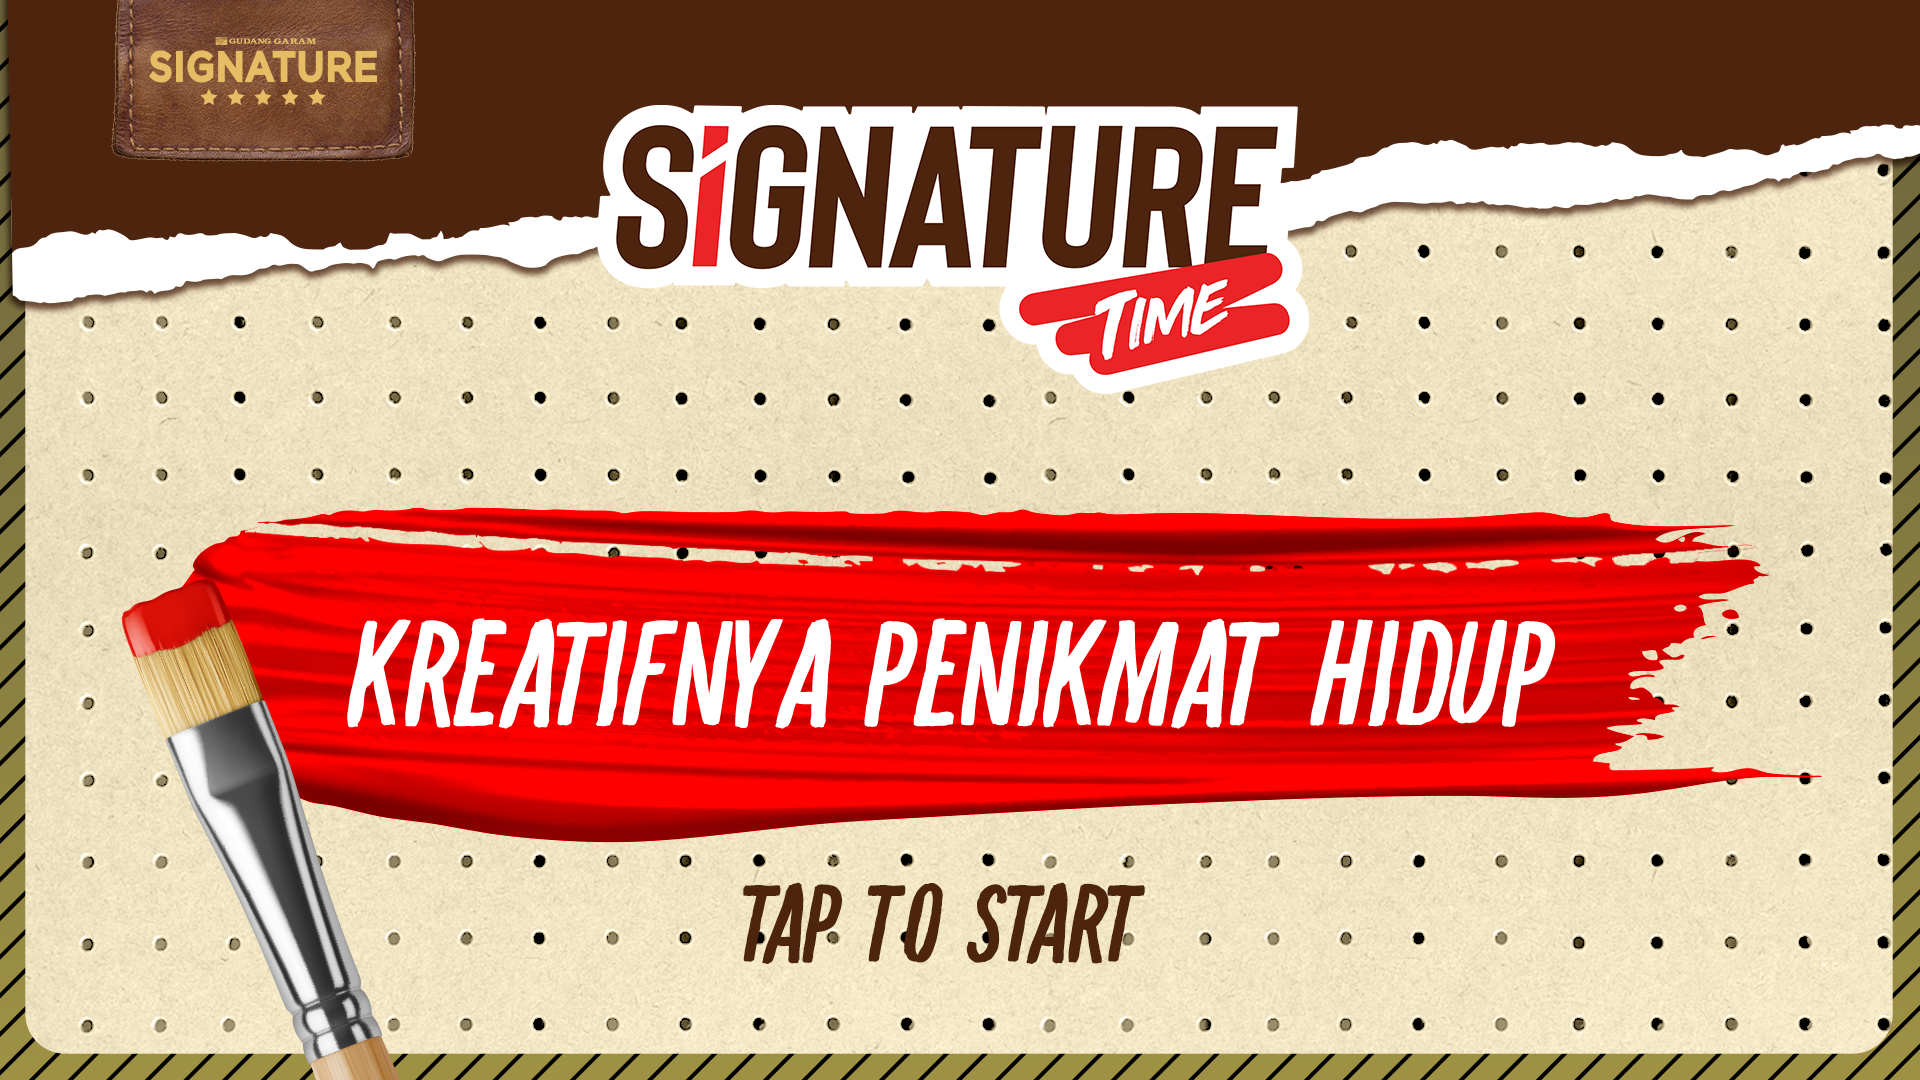 GUDANG GARAM
SIGNATURE
SiGNATURE
TIME
KREATIFNYA PENIKMAT HIDUP
TAP TO START